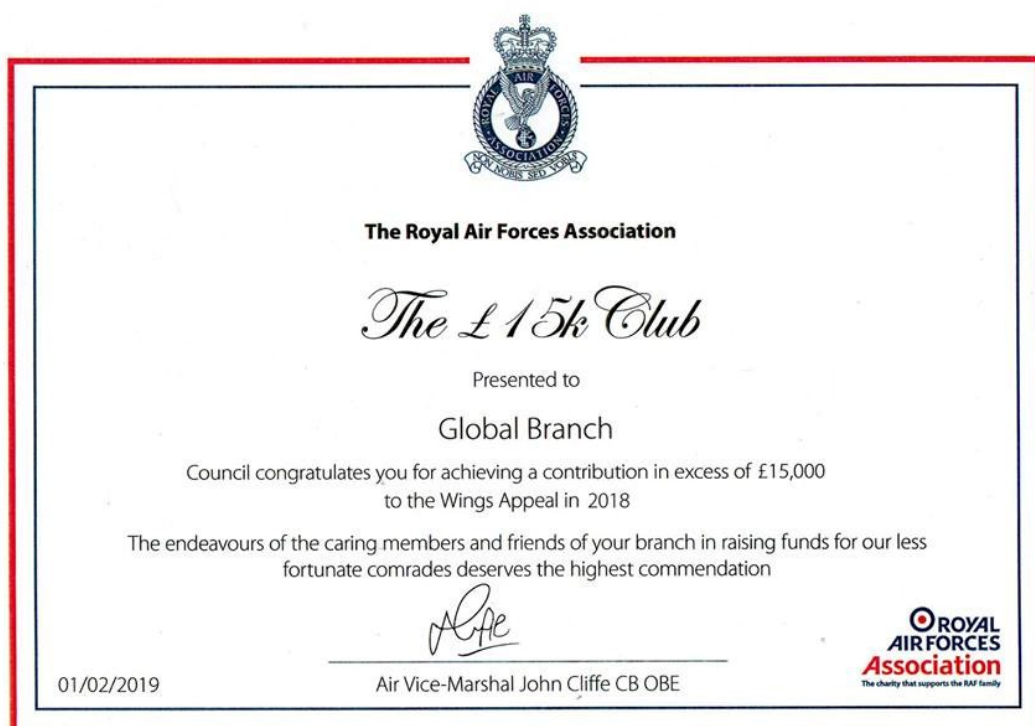 ROYAL AIR FORCES
ASSOCIATION
NON NOBIS SED VOBIS
The Royal Air Forces Association
The £15k Club
Presented to
Global Branch
Council congratulates you for achieving a contribution in excess of £15,000
to the Wings Appeal in 2018
The endeavours of the caring members and friends of your branch in raising funds for our less
fortunate comrades deserves the highest commendation
01/02/2019
Air Vice-Marshal John Cliffe CB OBE
ROYAL
AIR FORCES
Association
The charity that supports the RAF family